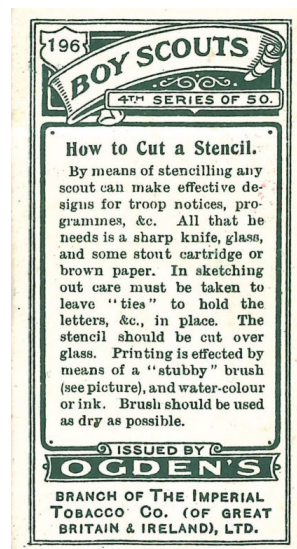 196
BOY SCOUTS
4TH SERIES OF 50.
How to Cut a Stencil.
By means of stencilling any
scout can make effective de-
signs for troop notices, pro-
grammes, &c. All that he
needs is a sharp knife, glass,
and some stout cartridge or
brown paper. In sketching
out care must be taken to
leave "ties" to hold the
letters, &c., in place. The
stencil should be cut over
glass. Printing is effected by
means of a "stubby" brush
(see picture), and water-colour
or ink. Brush should be used
as dry as possible.
ISSUED BY
OGDEN'S
BRANCH OF THE IMPERIAL
TOBACCO CO. (OF GREAT
BRITAIN & IRELAND), LTD.